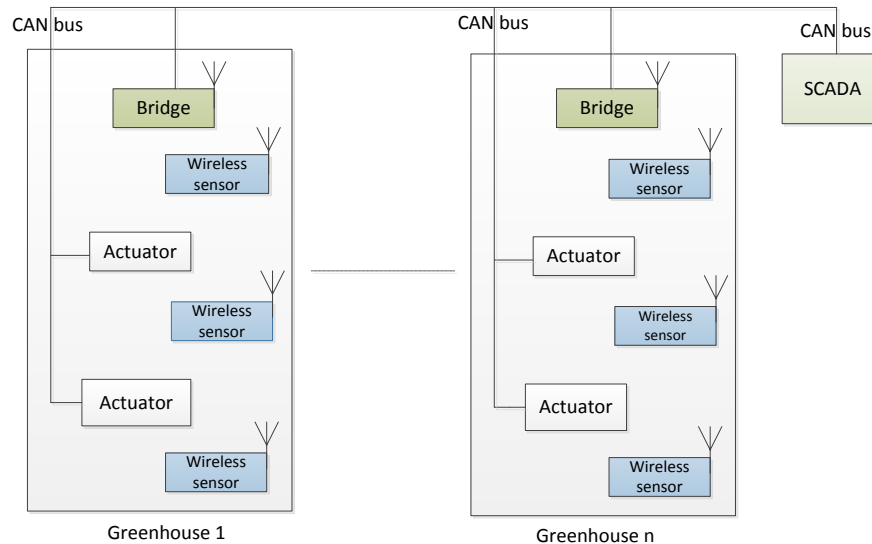 CAN bus
CAN bus
CAN bus
SCADA
Bridge
Wireless
sensor
Actuator
Wireless
sensor
Actuator
Wireless
sensor
Greenhouse 1
Bridge
Wireless
sensor
Actuator
Wireless
sensor
Actuator
Wireless
sensor
Greenhouse n